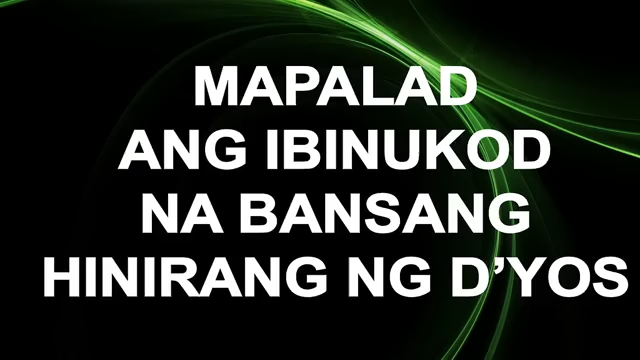 MAPALAD
ANG IBINUKOD
NA BANSANG
HINIRANG NG D’YOS